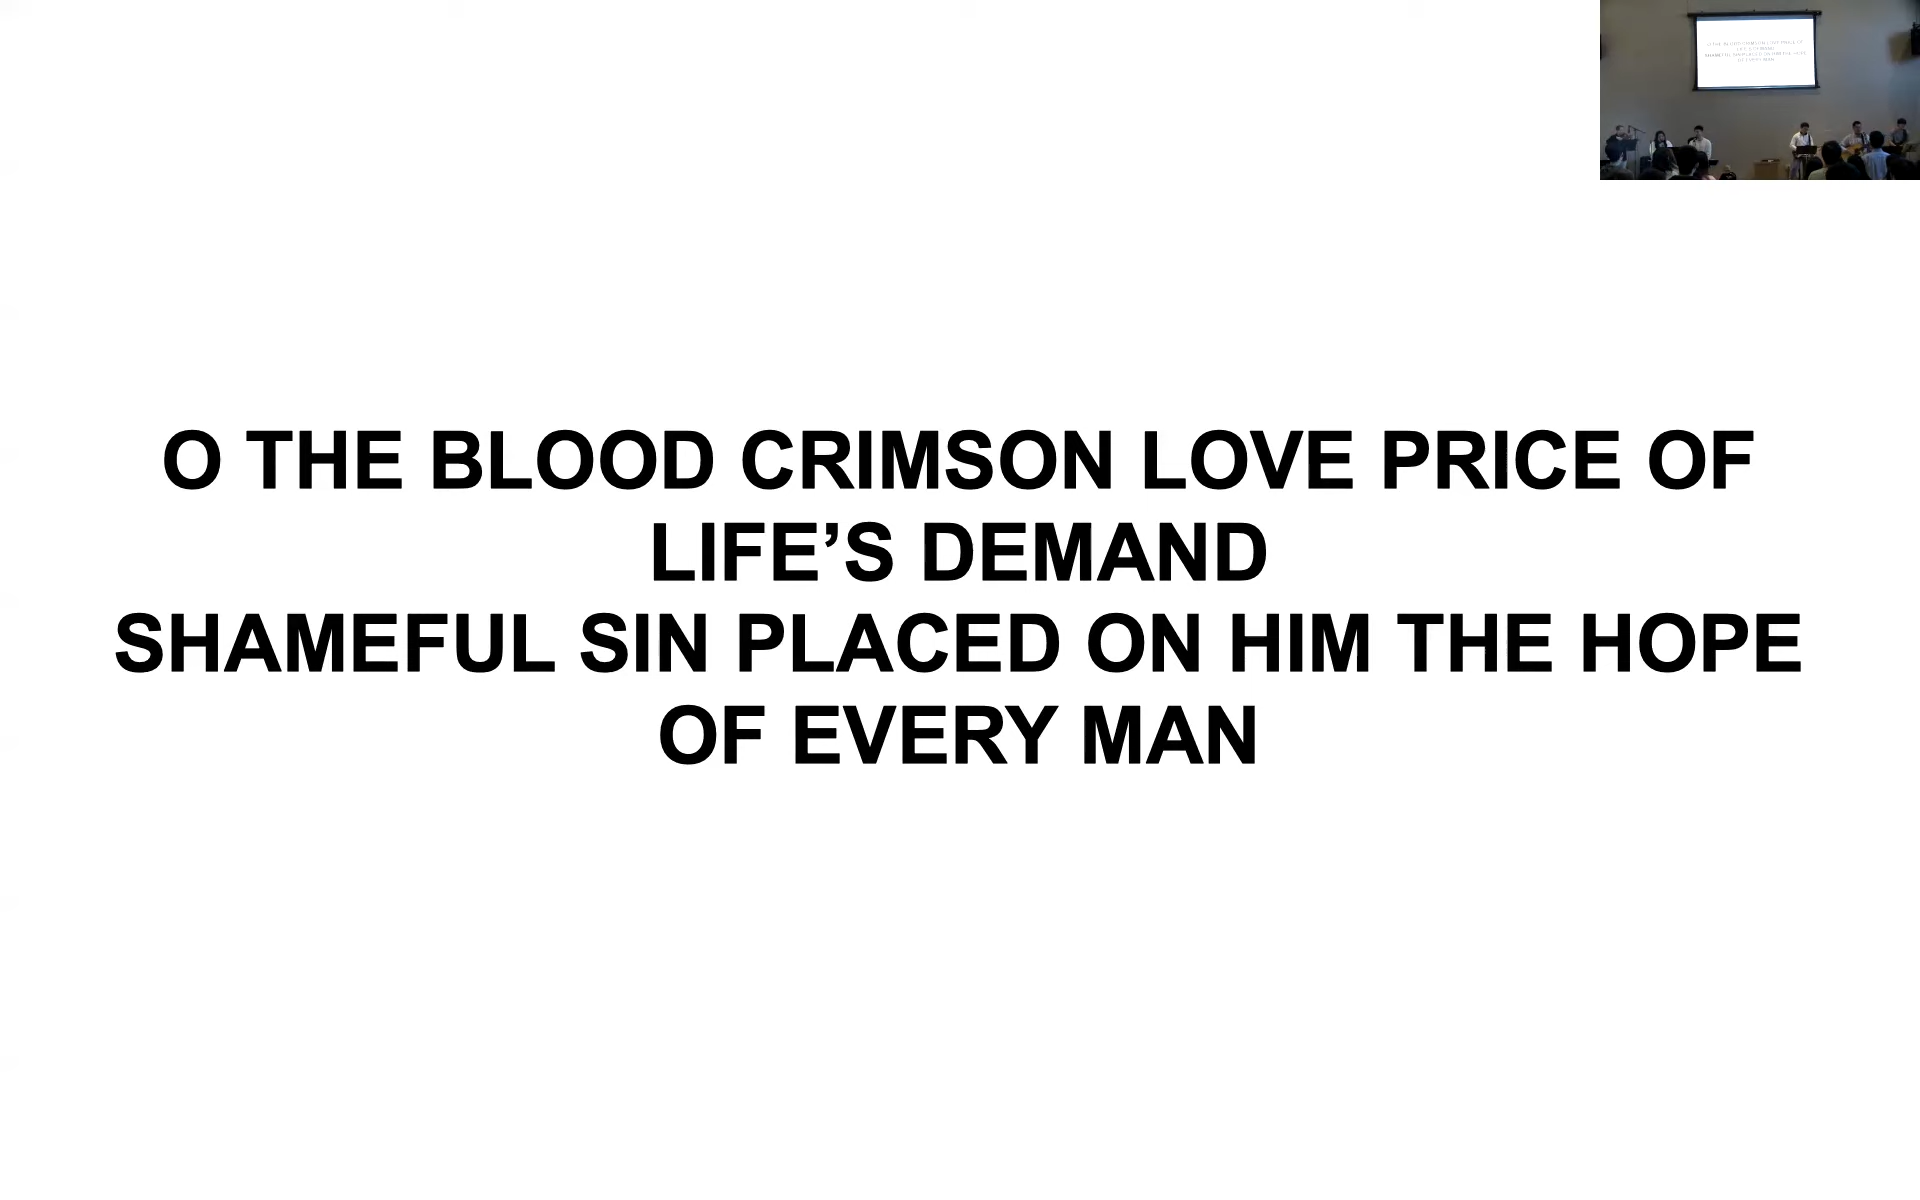 O THE BLOOD CRIMSON LOVE PRICE OF
LIFE’S DEMAND
SHAMEFUL SIN PLACED ON HIM THE HOPE
OF EVERY MAN